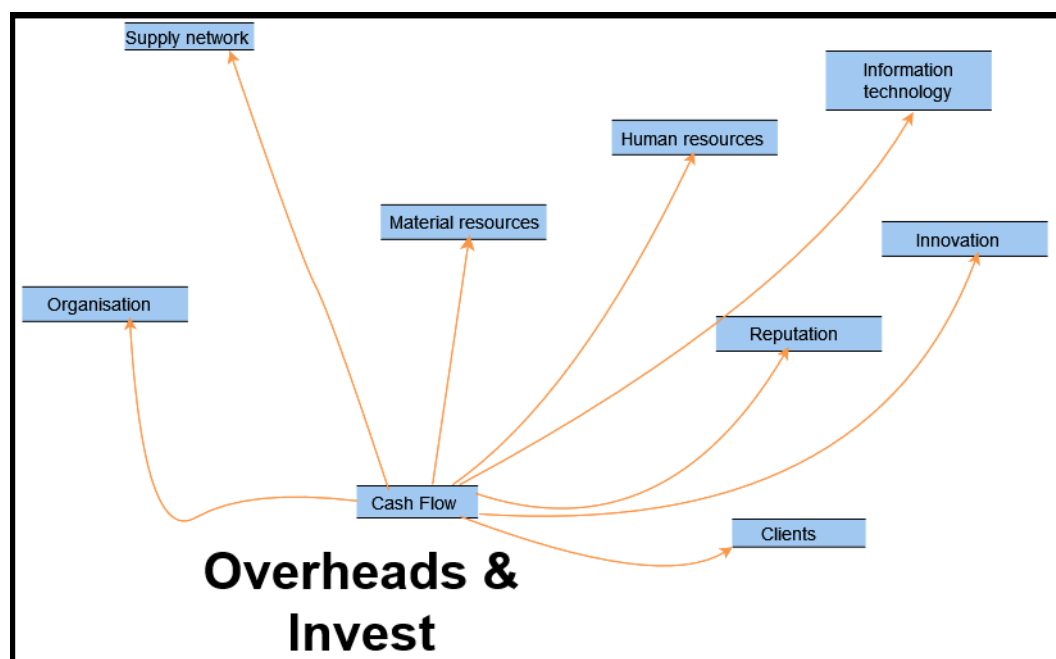 Supply network
Information
technology
Human resources
Material resources
Innovation
Organisation
Reputation
Cash Flow
Clients
Overheads &
Invest